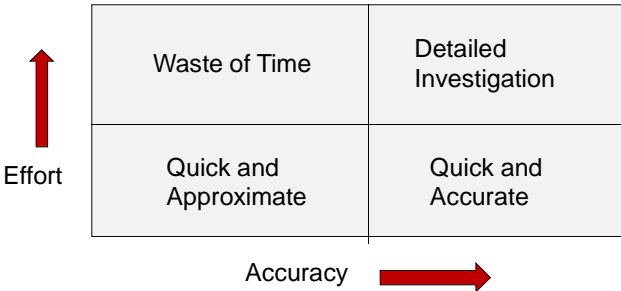 Waste of Time
Detailed
Investigation
Effort
Quick and
Approximate
Quick and
Accurate
Accuracy